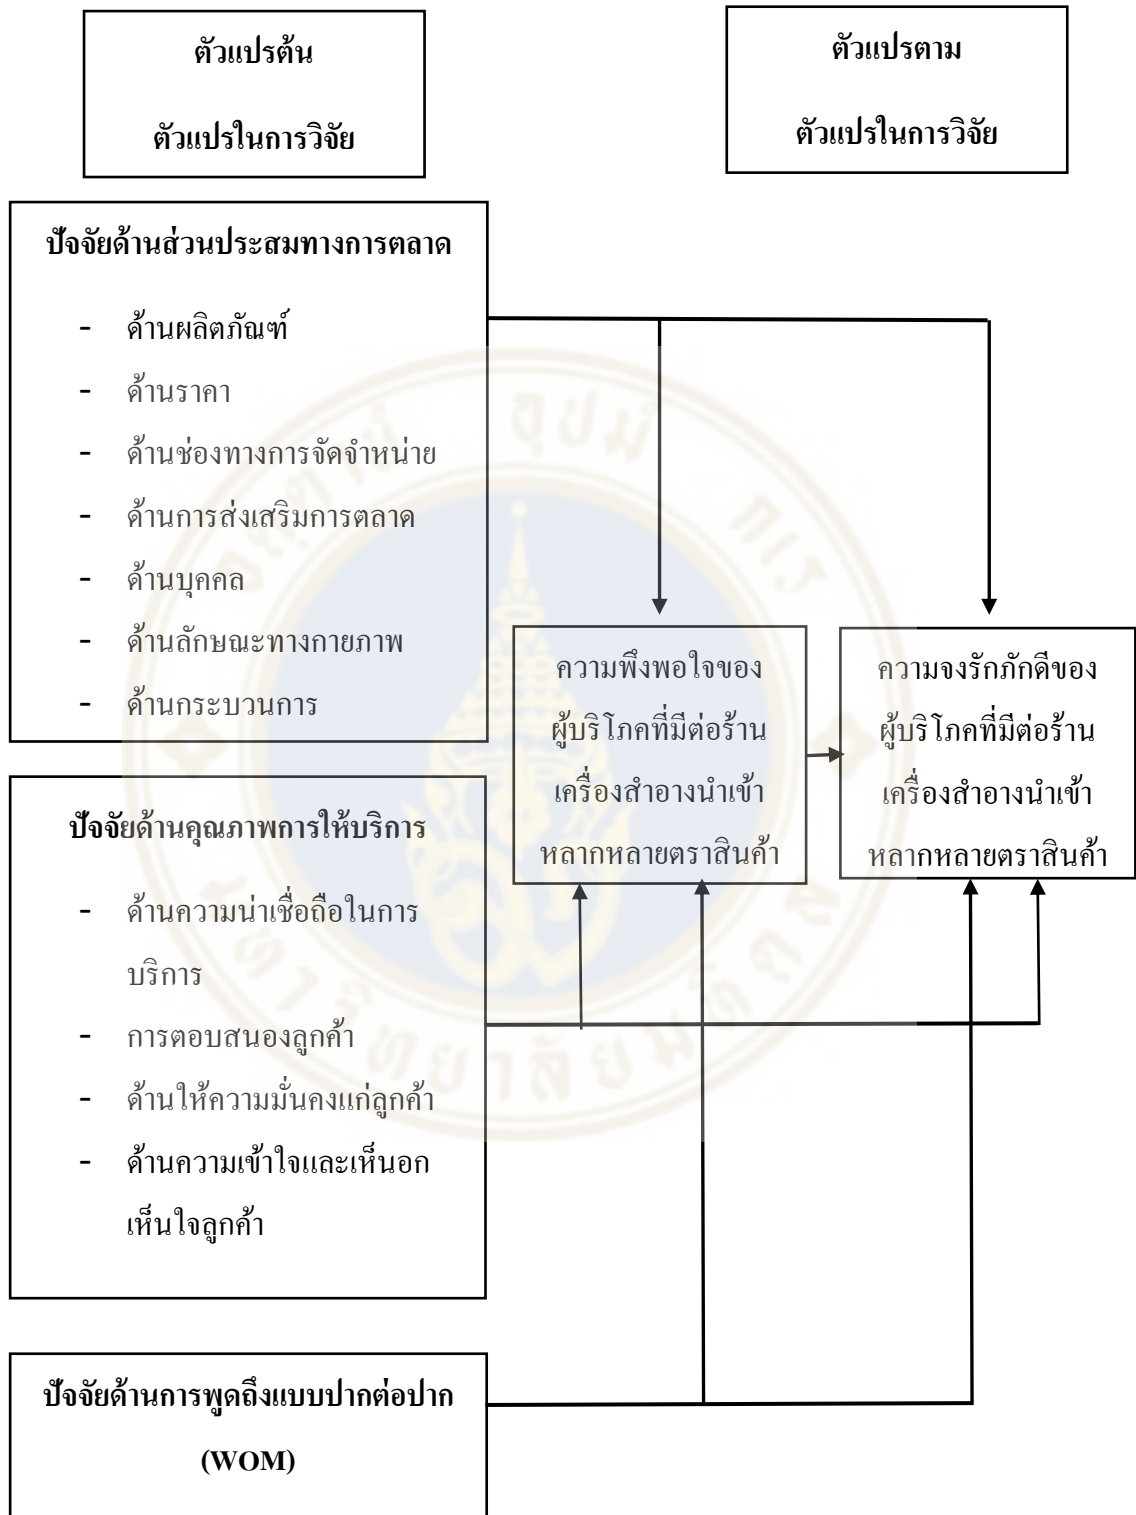 ตัวแปรต้น
ตัวแปรในการวิจัย
ตัวแปรตาม
ตัวแปรในการวิจัย
ปัจจัยด้านส่วนประสมทางการตลาด
- ด้านผลิตภัณฑ์
- ด้านราคา
- ด้านช่องทางการจัดจำหน่าย
- ด้านการส่งเสริมการตลาด
- ด้านบุคคล
- ด้านลักษณะทางกายภาพ
- ด้านกระบวนการ
ความพึงพอใจของ
ผู้บริโภคที่มีต่อร้าน
เครื่องสำอางนำเข้า
หลากหลายตราสินค้า
ความจงรักภักดีของ
ผู้บริโภคที่มีต่อร้าน
เครื่องสำอางนำเข้า
หลากหลายตราสินค้า
ปัจจัยด้านคุณภาพการให้บริการ
- ด้านความน่าเชื่อถือในการ
บริการ
- การตอบสนองลูกค้า
- ด้านให้ความมั่นคงแก่ลูกค้า
- ด้านความเข้าใจและเห็นอก
เห็นใจลูกค้า
ปัจจัยด้านการพูดถึงแบบปากต่อปาก
(WOM)